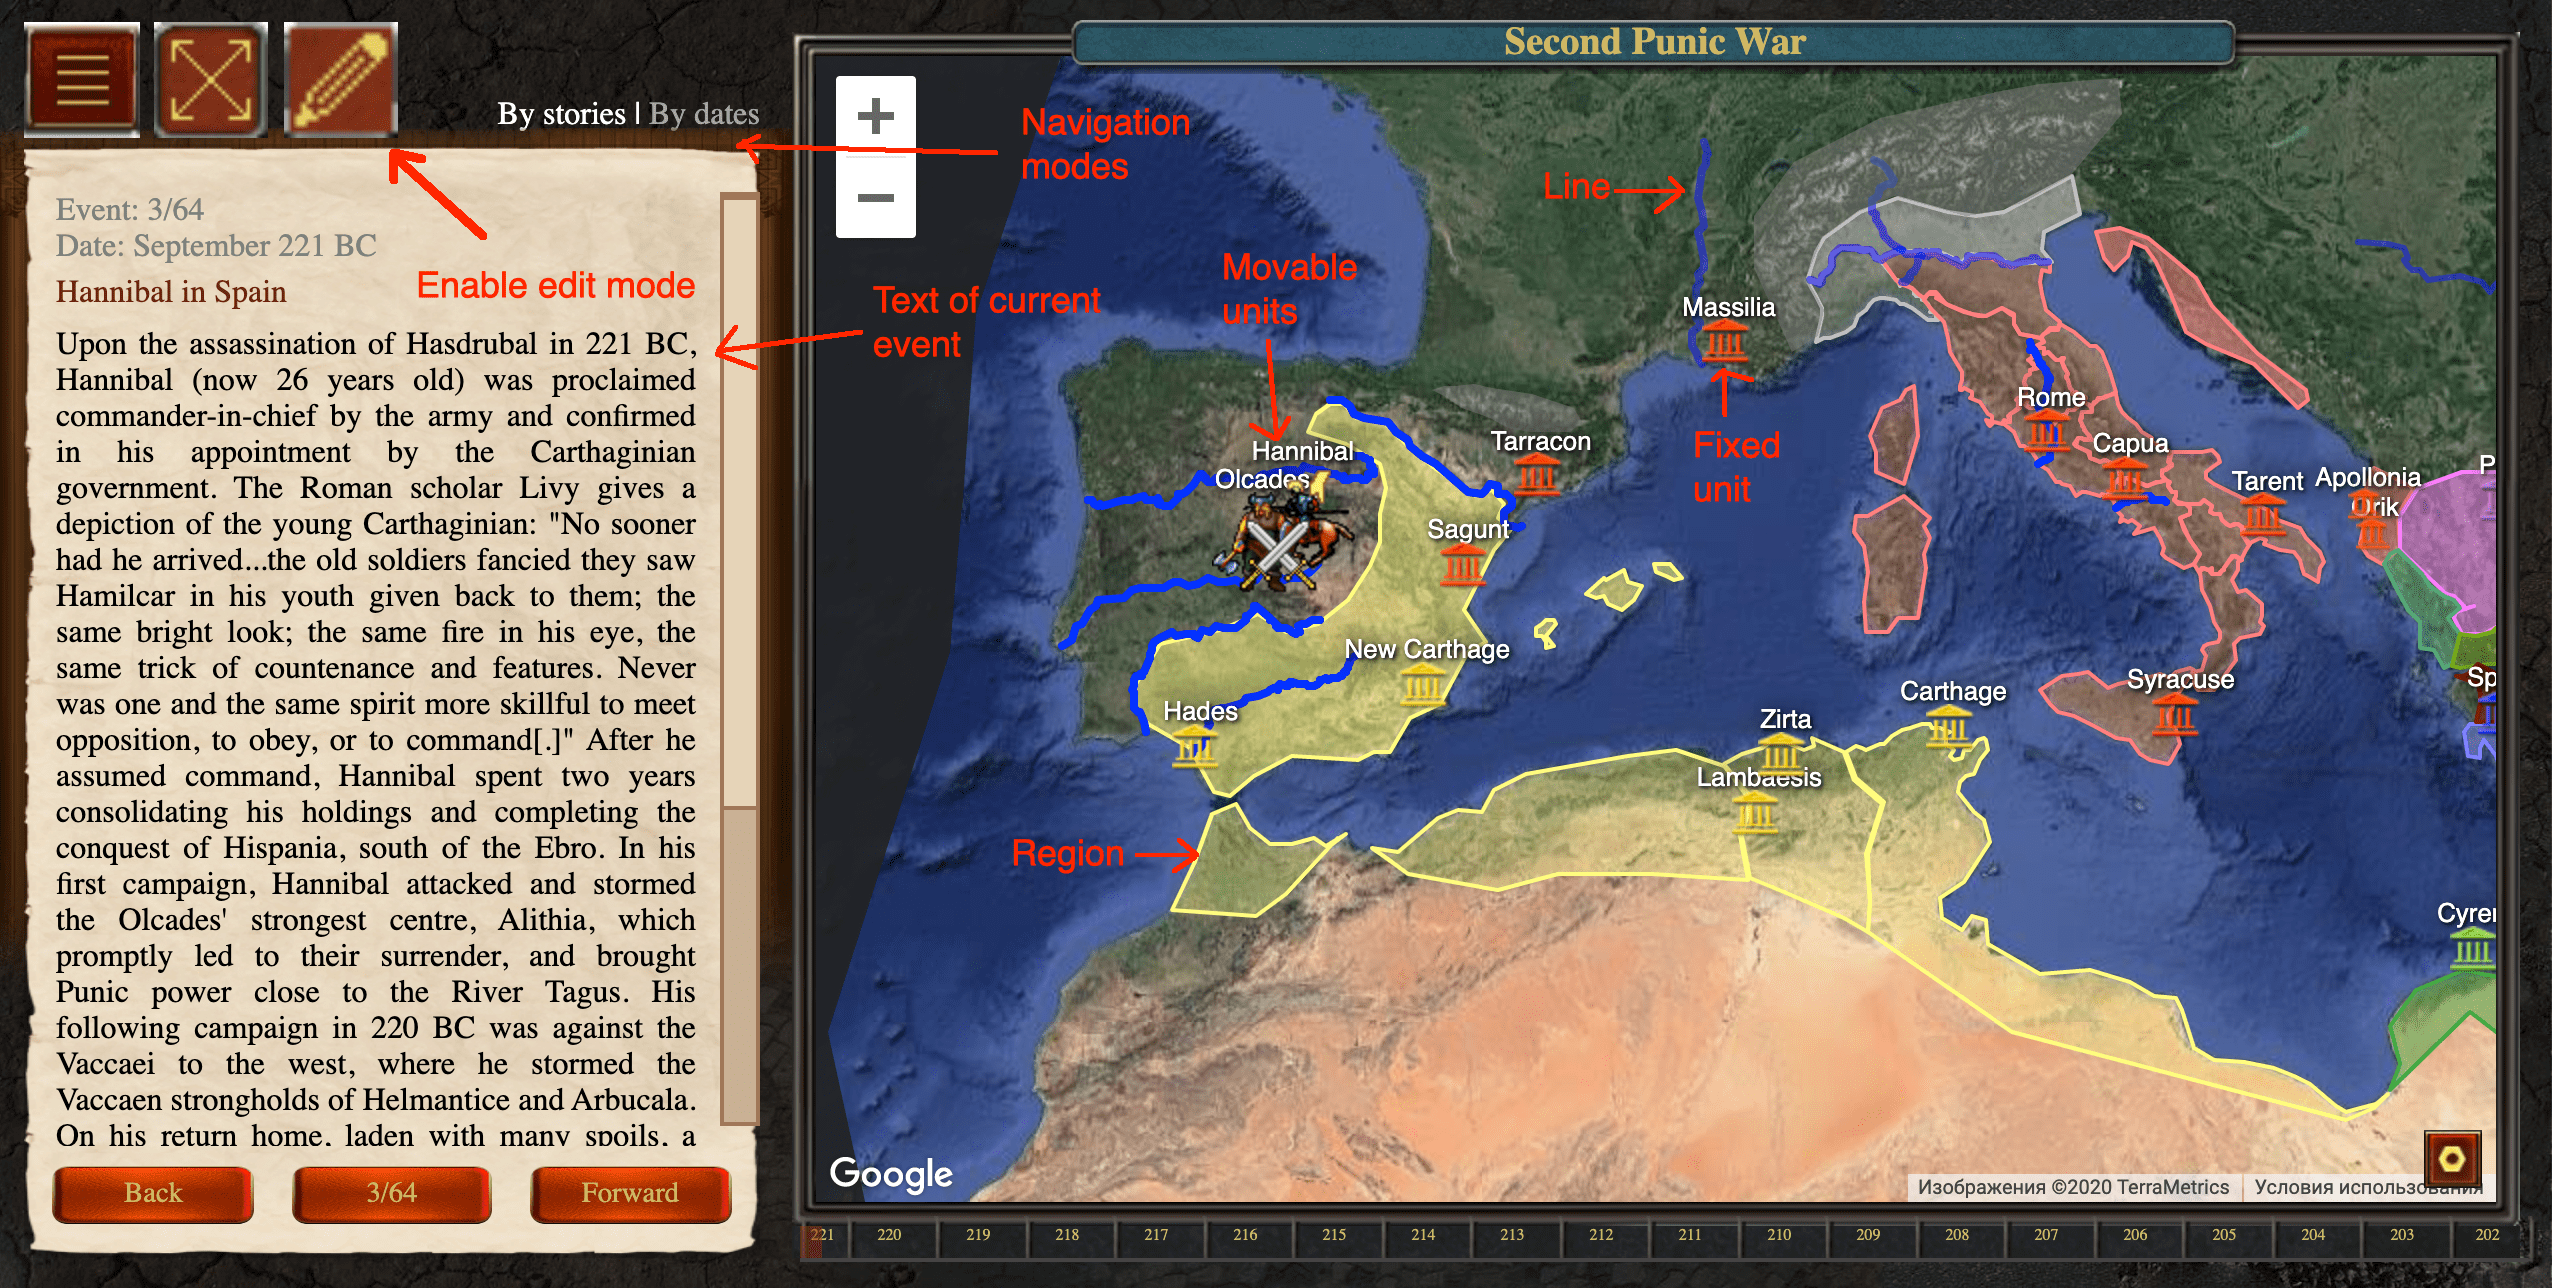 Second Punic War
By stories | By dates
Navigation
modes
Event: 3/64
Date: September 221 BC
Enable edit mode
Hannibal in Spain
Text of current
event
Upon the assassination of Hasdrubal in 221 BC,
Hannibal (now 26 years old) was proclaimed
commander-in-chief by the army and confirmed
in his appointment by the Carthaginian
government. The Roman scholar Livy gives a
depiction of the young Carthaginian: "No sooner
had he arrived...the old soldiers fancied they saw
Hamilcar in his youth given back to them; the
same bright look; the same fire in his eye, the
same trick of countenance and features. Never
was one and the same spirit more skillful to meet
opposition, to obey, or to command[.]" After he
assumed command, Hannibal spent two years
consolidating his holdings and completing the
conquest of Hispania, south of the Ebro. In his
first campaign, Hannibal attacked and stormed
the Olcades' strongest centre, Alithia, which
promptly led to their surrender, and brought
Punic power close to the River Tagus. His
following campaign in 220 BC was against the
Vaccaei to the west, where he stormed the
Vaccaen strongholds of Helmantice and Arbucala.
On his return home, laden with many spoils, a
Back
3/64
Forward
+
−
Line
Movable
units
Massilia
Fixed
unit
Rome
Capua
Tarent
Apollonia
Orik
P
Hannibal
Olcades
Tarracon
Sagunt
New Carthage
Hades
Syracuse
Sp
Carthage
Zirta
Lambaesis
Region
Cyre
Google
Изображения ©2020 TerraMetrics
Условия использования
221 220 219 218 217 216 215 214 213 212 211 210 209 208 207 206 205 204 203 202